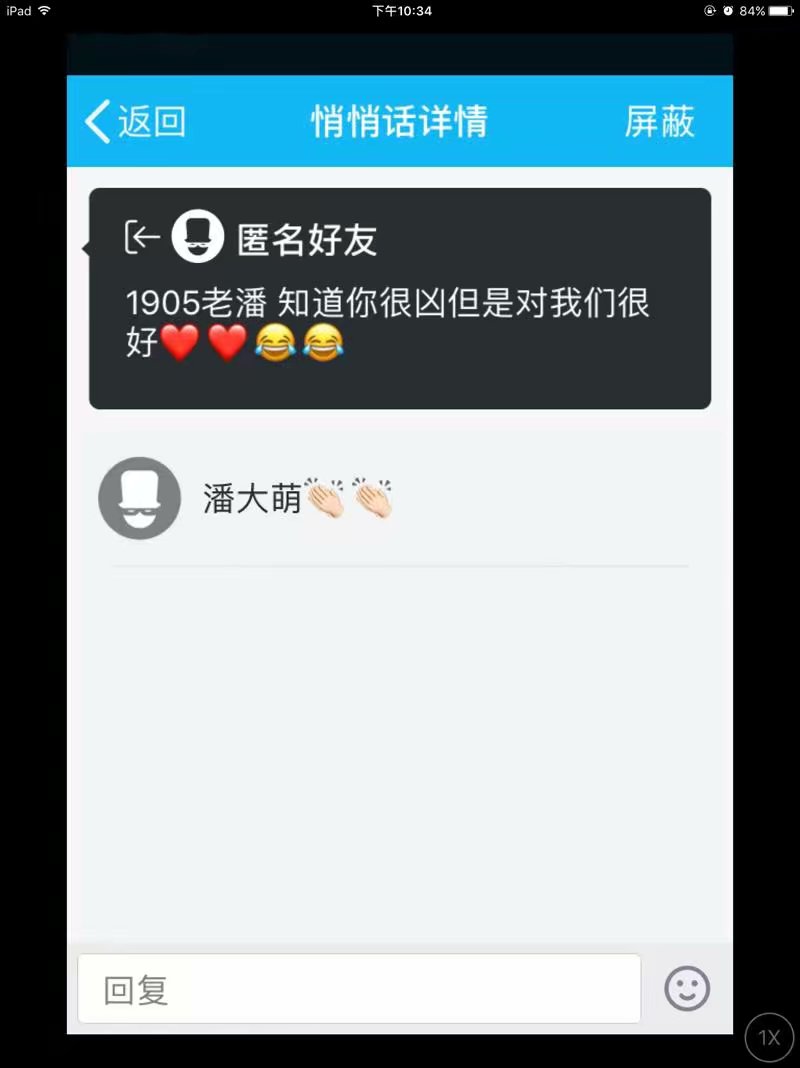 iPad 下午10:34 84%
返回 悄悄话详情 屏蔽
匿名好友
1905老潘 知道你很凶但是对我们很
好❤️❤️😂😂
潘大萌👏🏻👏🏻
回复
1X